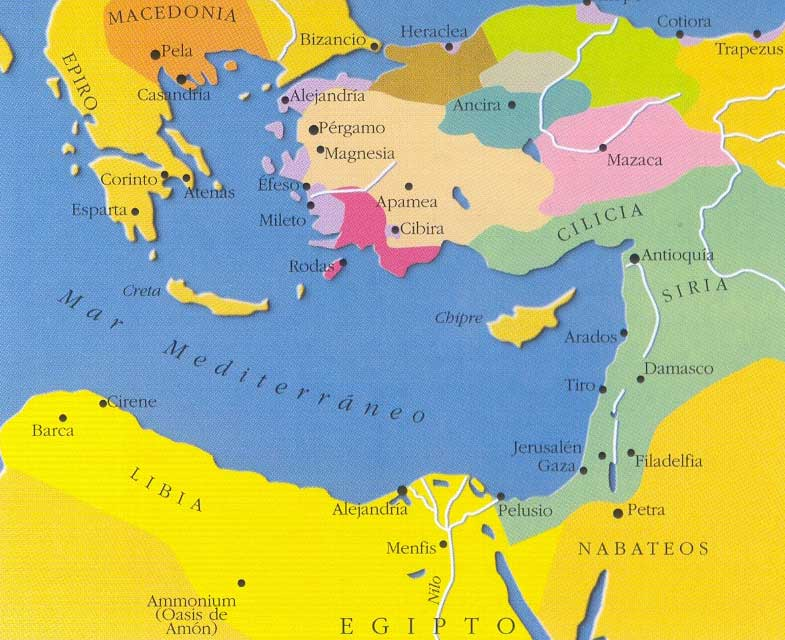 MACEDONIA
Pela
Casandria
EPIRO
Bizancio
Heraclea
Cotiora
Trapezus
Alejandría
Pérgamo
Magnesia
Ancira
Mazaca
Corinto
Atenas
Esparta
Éfeso
Mileto
Apamea
Cibira
CILICIA
Antioquía
SIRIA
Rodas
Creta
Chipre
Mar Mediterráneo
Arados
Damasco
Tiro
Cirene
Barca
LIBIA
Jerusalén
Gaza
Filadelfia
Alejandría
Pelusio
Petra
Menfis
NABATEOS
Nilo
Ammonium
(Oasis de
Amón)
EGIPTO